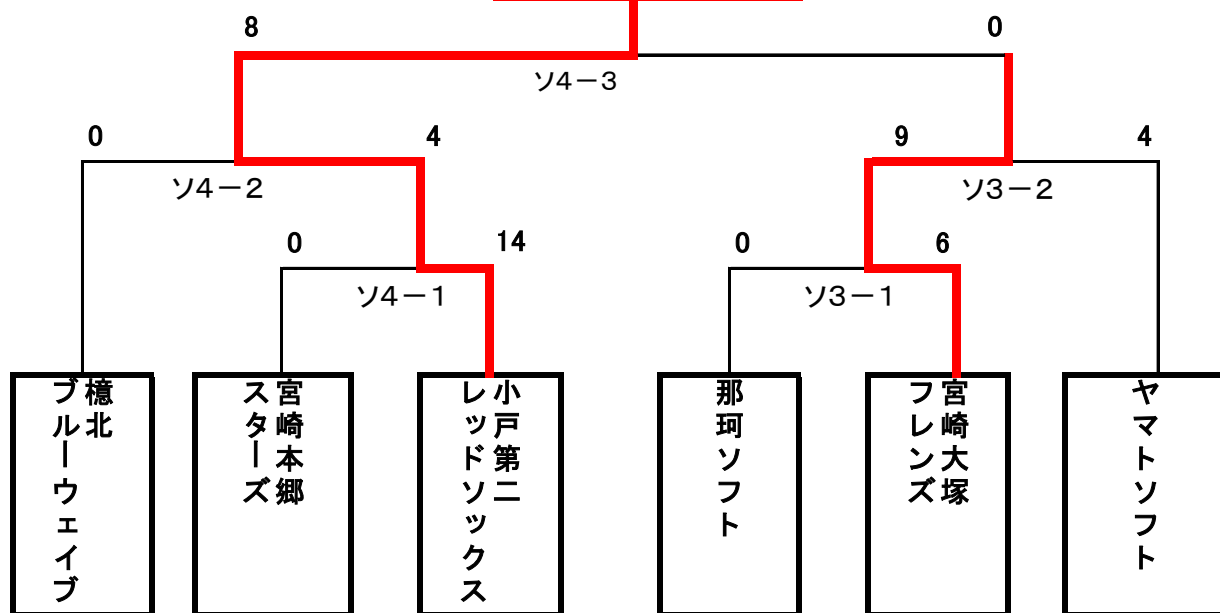 8
0
ソ4－3
0
4
9
4
ソ4－2
ソ3－2
0
14
0
6
ソ4－1
ソ3－1
檍北
ブルーウェイブ
宮崎本郷
スターズ
小戸第二
レッドソックス
那珂ソフト
宮崎大塚
フレンズ
ヤマトソフト